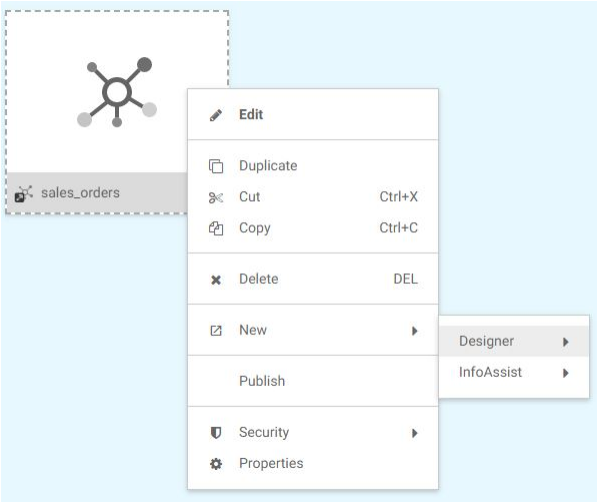 sales_orders
Edit
Duplicate
Cut Ctrl+X
Copy Ctrl+C
Delete DEL
New
Designer
InfoAssist
Publish
Security
Properties